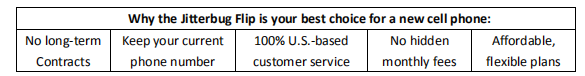 Why the Jitterbug Flip is your best choice for a new cell phone:
No long-term Keep your current 100% U.S.-based No hidden Affordable,
Contracts phone number customer service monthly fees flexible plans